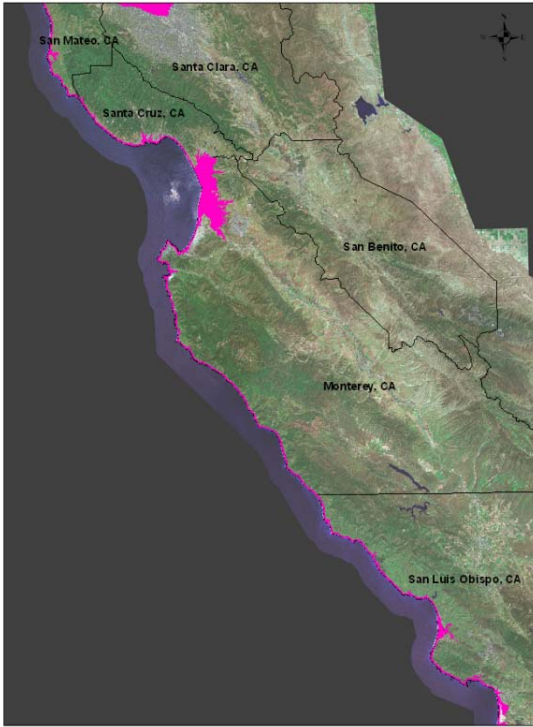 San Mateo, CA
Santa Clara, CA
Santa Cruz, CA
San Benito, CA
Monterey, CA
San Luis Obispo, CA